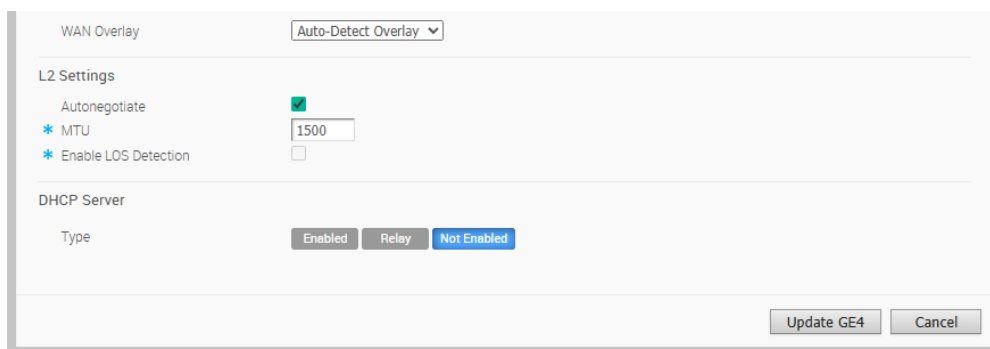 WAN Overlay Auto-Detect Overlay
L2 Settings
Autonegotiate
* MTU 1500
* Enable LOS Detection
DHCP Server
Type Enabled Relay Not Enabled
Update GE4 Cancel